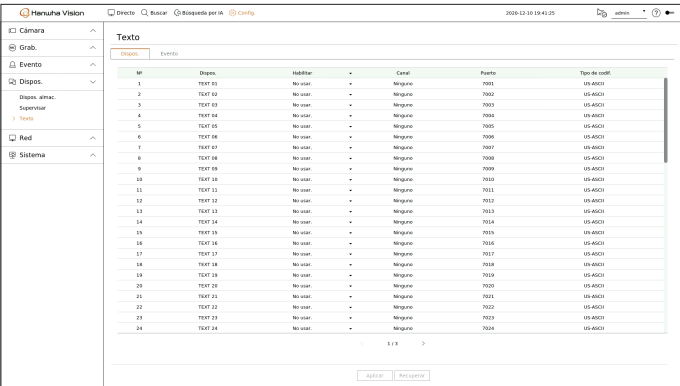 Hanwha Vision
Directo Buscar Búsqueda por IA Config. 2020-12-10 19:41:25 admin
Cámara
Grab.
Evento
Dispos.
Dispos. almac.
Supervisar
Texto
Red
Sistema
Texto
Dispos. Evento
Nº Dispos. Habilitar Canal Puerto Tipo de codif.
1 TEXT 01 No usar. Ninguno 7001 US-ASCII
2 TEXT 02 No usar. Ninguno 7002 US-ASCII
3 TEXT 03 No usar. Ninguno 7003 US-ASCII
4 TEXT 04 No usar. Ninguno 7004 US-ASCII
5 TEXT 05 No usar. Ninguno 7005 US-ASCII
6 TEXT 06 No usar. Ninguno 7006 US-ASCII
7 TEXT 07 No usar. Ninguno 7007 US-ASCII
8 TEXT 08 No usar. Ninguno 7008 US-ASCII
9 TEXT 09 No usar. Ninguno 7009 US-ASCII
10 TEXT 10 No usar. Ninguno 7010 US-ASCII
11 TEXT 11 No usar. Ninguno 7011 US-ASCII
12 TEXT 12 No usar. Ninguno 7012 US-ASCII
13 TEXT 13 No usar. Ninguno 7013 US-ASCII
14 TEXT 14 No usar. Ninguno 7014 US-ASCII
15 TEXT 15 No usar. Ninguno 7015 US-ASCII
16 TEXT 16 No usar. Ninguno 7016 US-ASCII
17 TEXT 17 No usar. Ninguno 7017 US-ASCII
18 TEXT 18 No usar. Ninguno 7018 US-ASCII
19 TEXT 19 No usar. Ninguno 7019 US-ASCII
20 TEXT 20 No usar. Ninguno 7020 US-ASCII
21 TEXT 21 No usar. Ninguno 7021 US-ASCII
22 TEXT 22 No usar. Ninguno 7022 US-ASCII
23 TEXT 23 No usar. Ninguno 7023 US-ASCII
24 TEXT 24 No usar. Ninguno 7024 US-ASCII
1 / 3
Aplicar Recuperar